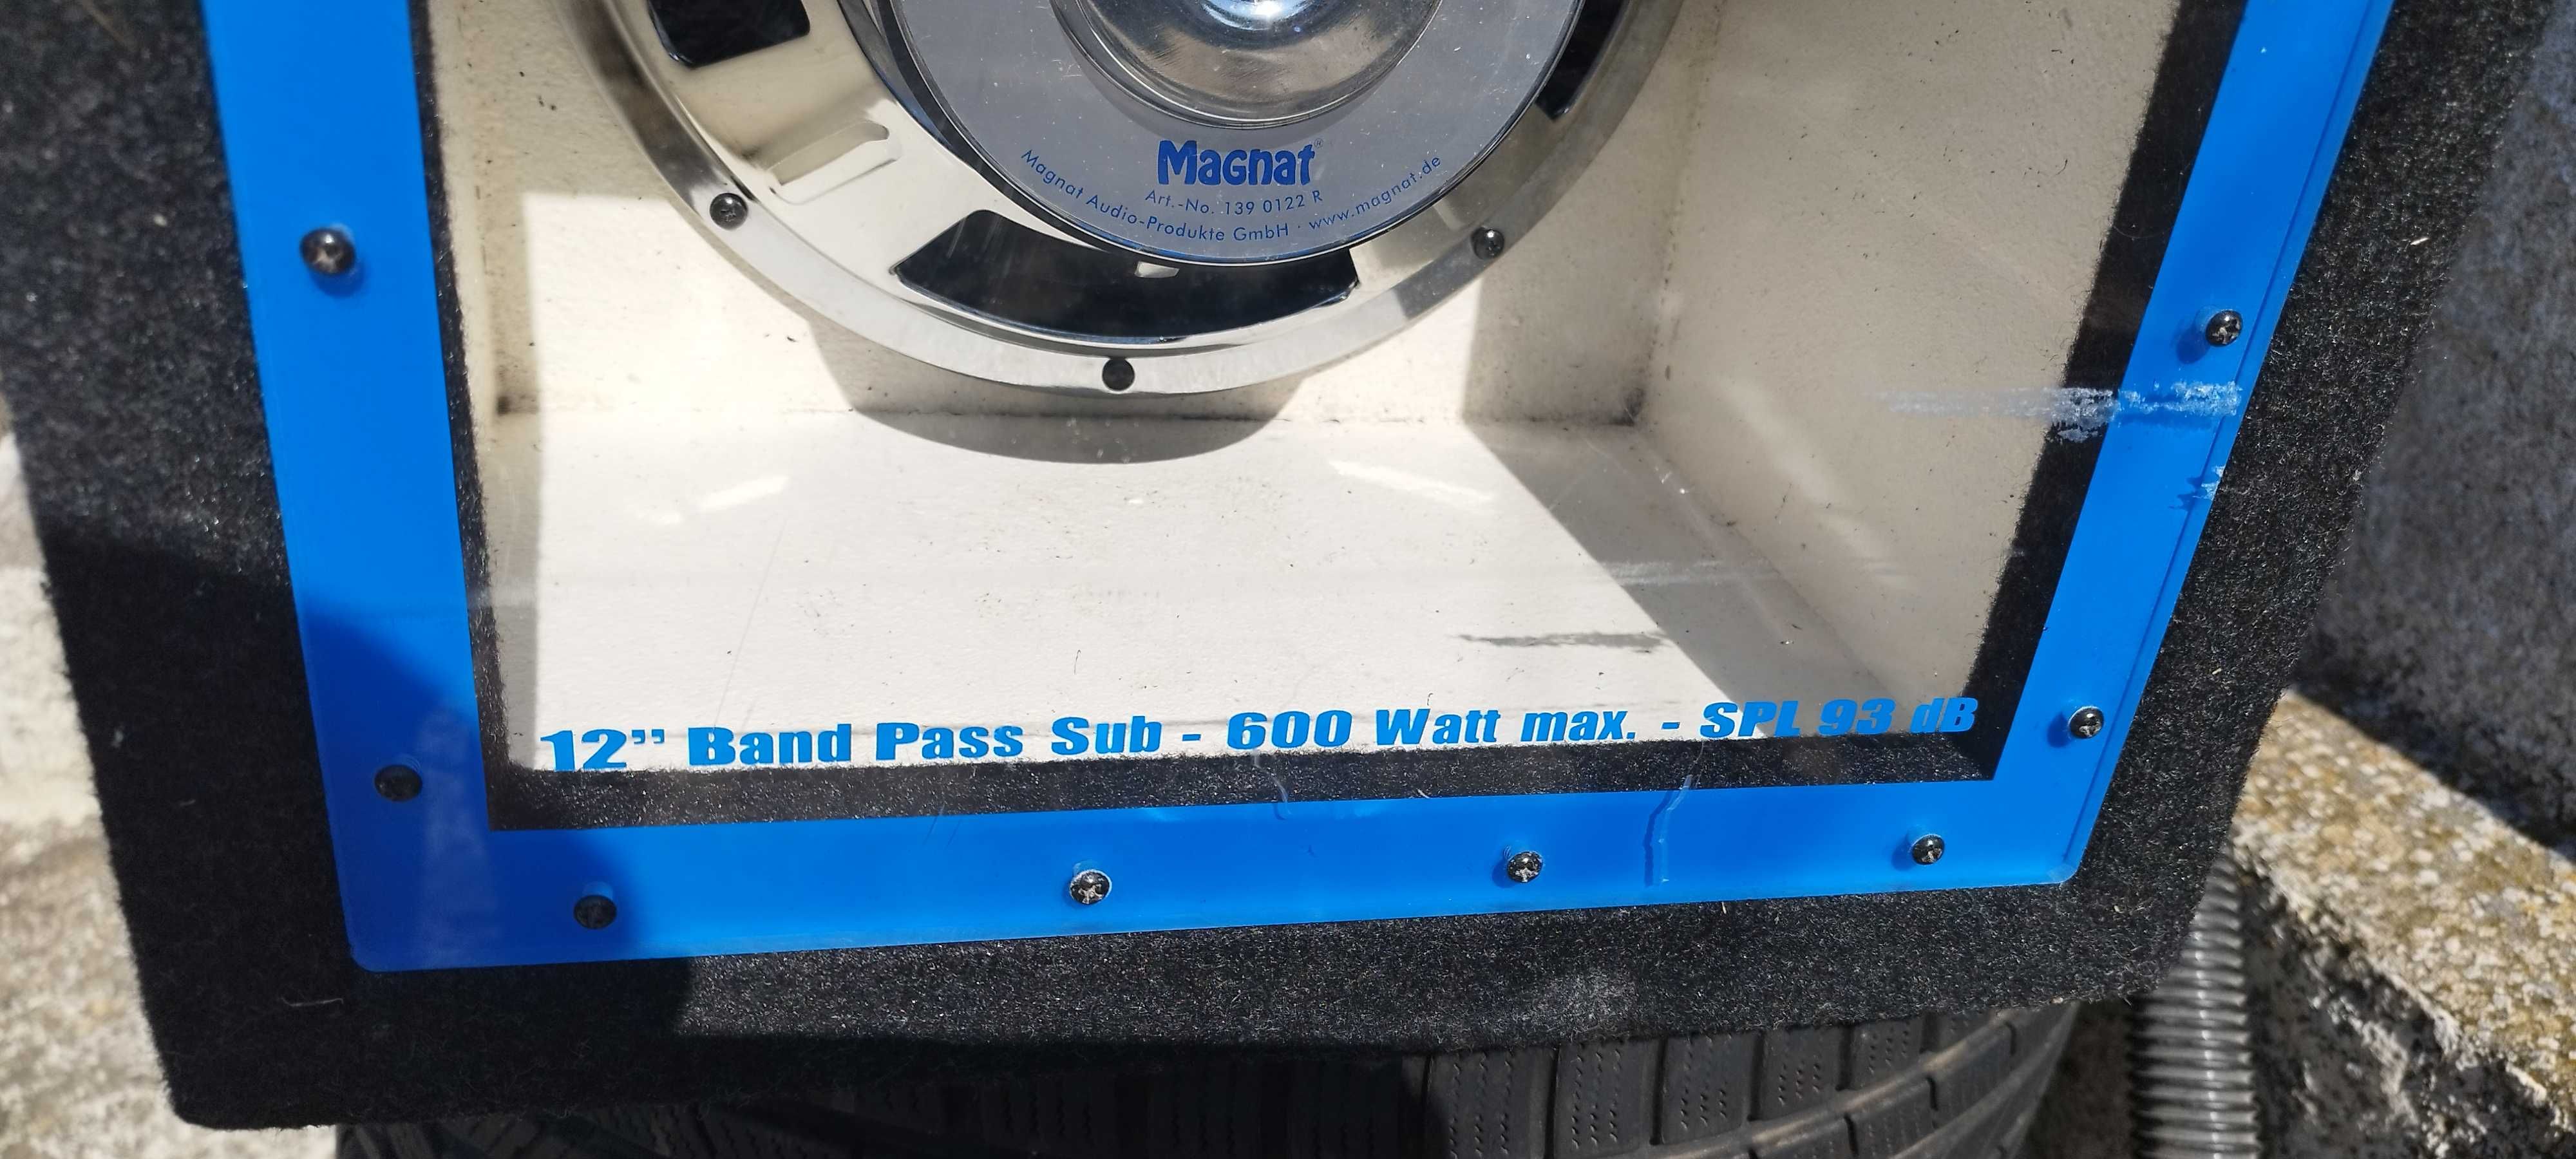 Magnat®
Art.-No. 139 0122 R
Magnat Audio-Produkte GmbH · www.magnat.de
12” Band Pass Sub - 600 Watt max. - SPL 93 dB